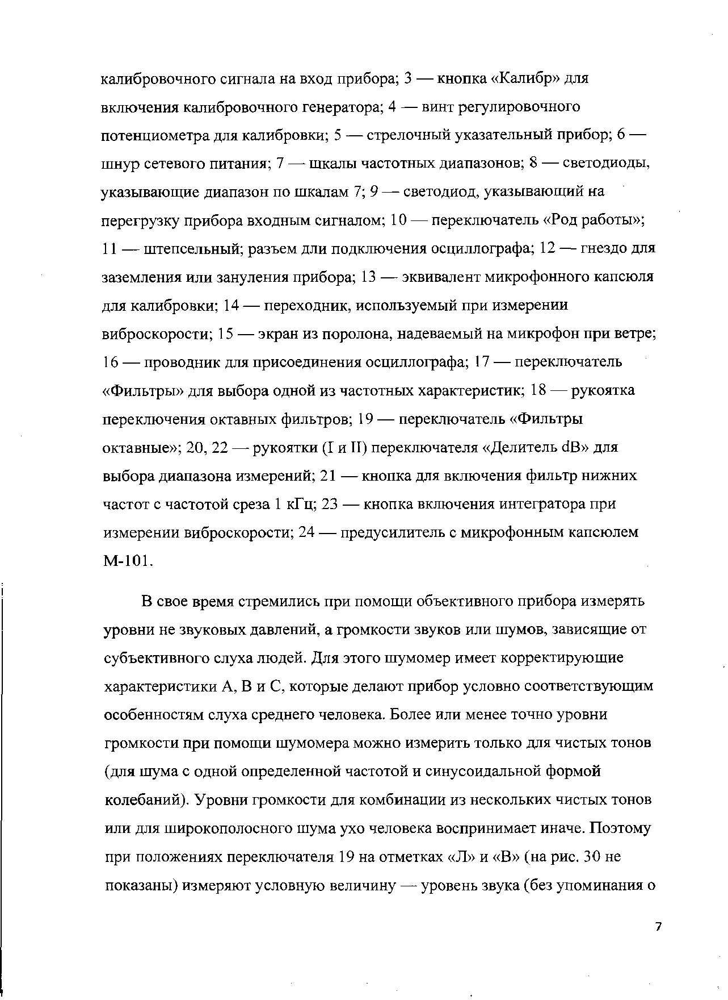 калибровочного сигнала на вход прибора; 3 — кнопка «Калибр» для
включения калибровочного генератора; 4 — винт регулировочного
потенциометра для калибровки; 5 — стрелочный указательный прибор; 6 —
шнур сетевого питания; 7 — шкалы частотных диапазонов; 8 — светодиоды,
указывающие диапазон по шкалам 7; 9 — светодиод, указывающий на
перегрузку прибора входным сигналом; 10 — переключатель «Род работы»;
11 — штепсельный; разъем дли подключения осциллографа; 12 — гнездо для
заземления или зануления прибора; 13 — эквивалент микрофонного капсюля
для калибровки; 14 — переходник, используемый при измерении
виброскорости; 15 — экран из поролона, надеваемый на микрофон при ветре;
16 — проводник для присоединения осциллографа; 17 — переключатель
«Фильтры» для выбора одной из частотных характеристик; 18 — рукоятка
переключения октавных фильтров; 19 — переключатель «Фильтры
октавные»; 20, 22 — рукоятки (I и II) переключателя «Делитель dB» для
выбора диапазона измерений; 21 — кнопка для включения фильтр нижних
частот с частотой среза 1 кГц; 23 — кнопка включения интегратора при
измерении виброскорости; 24 — предусилитель с микрофонным капсюлем
М-101.
В свое время стремились при помощи объективного прибора измерять
уровни не звуковых давлений, а громкости звуков или шумов, зависящие от
субъективного слуха людей. Для этого шумомер имеет корректирующие
характеристики А, В и С, которые делают прибор условно соответствующим
особенностям слуха среднего человека. Более или менее точно уровни
громкости при помощи шумомера можно измерить только для чистых тонов
(для шума с одной определенной частотой и синусоидальной формой
колебаний). Уровни громкости для комбинации из нескольких чистых тонов
или для широкополосного шума ухо человека воспринимает иначе. Поэтому
при положениях переключателя 19 на отметках «Л» и «В» (на рис. 30 не
показаны) измеряют условную величину — уровень звука (без упоминания о
7